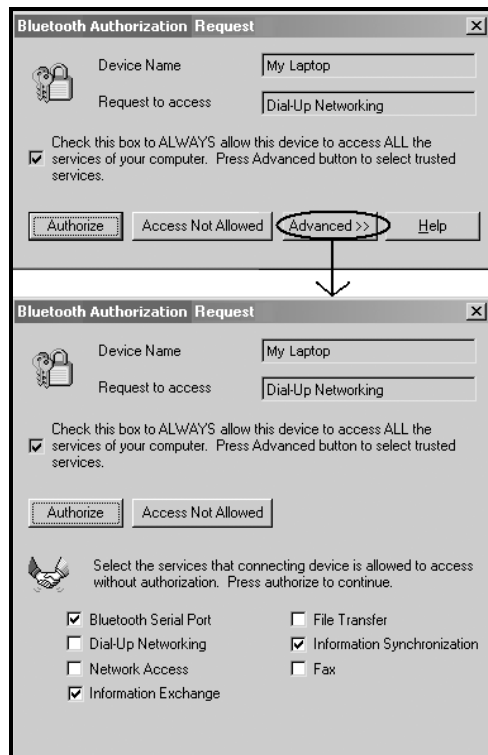 Bluetooth Authorization Request
Device Name
My Laptop
Request to access
Dial-Up Networking
Check this box to ALWAYS allow this device to access ALL the
services of your computer. Press Advanced button to select trusted
services.
Authorize Access Not Allowed Advanced >> Help
Bluetooth Authorization Request
Device Name
My Laptop
Request to access
Dial-Up Networking
Check this box to ALWAYS allow this device to access ALL the
services of your computer. Press Advanced button to select trusted
services.
Authorize Access Not Allowed
Select the services that connecting device is allowed to access
without authorization. Press authorize to continue.
Bluetooth Serial Port
File Transfer
Dial-Up Networking
Information Synchronization
Network Access
Fax
Information Exchange